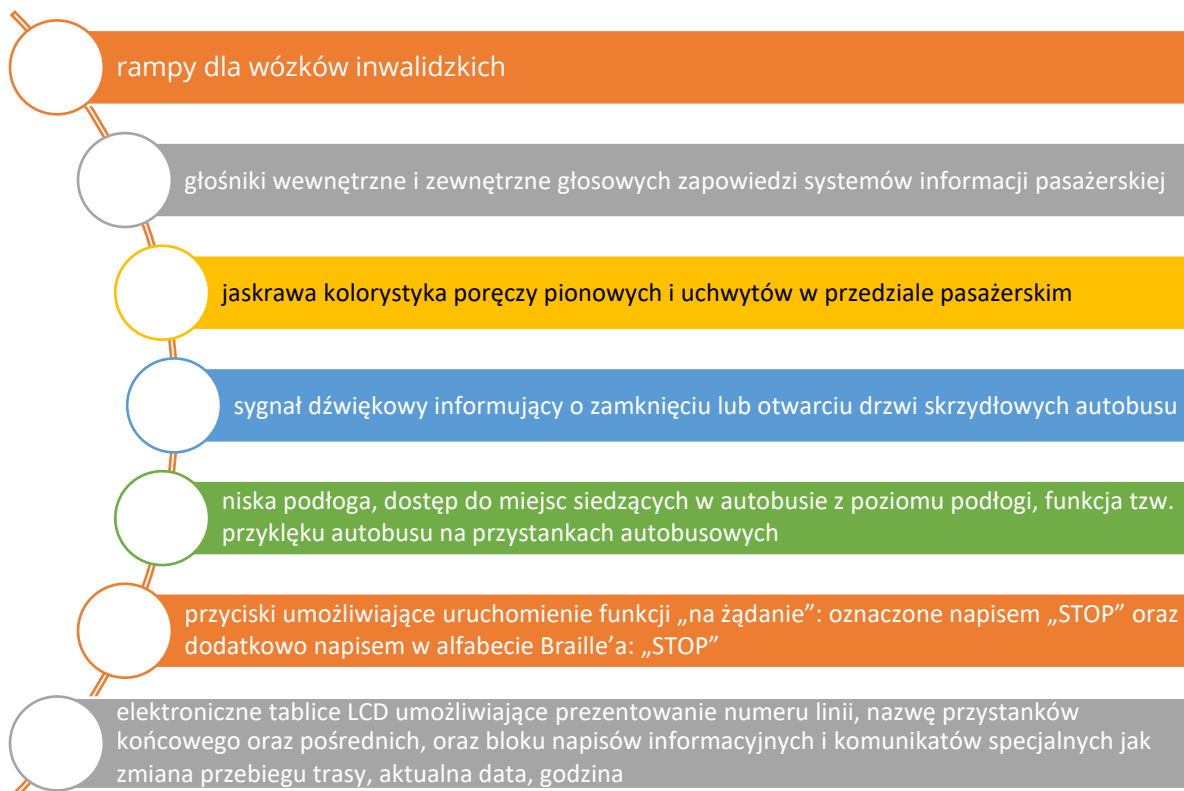 rampy dla wózków inwalidzkich
głośniki wewnętrzne i zewnętrzne głosowych zapowiedzi systemów informacji pasażerskiej
jaskrawa kolorystyka poręczy pionowych i uchwytów w przedziale pasażerskim
sygnał dźwiękowy informujący o zamknięciu lub otwarciu drzwi skrzydłowych autobusu
niska podłoga, dostęp do miejsc siedzących w autobusie z poziomu podłogi, funkcja tzw.
przyklęku autobusu na przystankach autobusowych
przyciski umożliwiające uruchomienie funkcji „na żądanie”: oznaczone napisem „STOP” oraz
dodatkowo napisem w alfabecie Braille’a: „STOP”
elektroniczne tablice LCD umożliwiające prezentowanie numeru linii, nazwę przystanków
końcowego oraz pośrednich, oraz bloku napisów informacyjnych i komunikatów specjalnych jak
zmiana przebiegu trasy, aktualna data, godzina